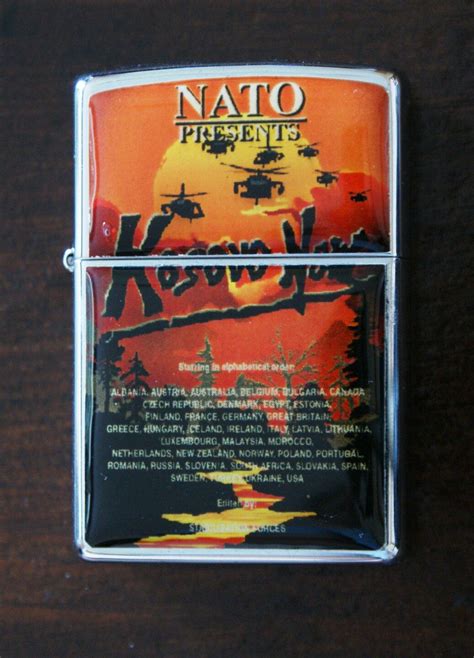 NATO
PRESENTS
Kosovo Now
Starring in alphabetical order:
ALBANIA, AUSTRIA, AUSTRALIA, BELGIUM, BULGARIA, CANADA
CZECH REPUBLIC, DENMARK, EGYPT, ESTONIA,
FINLAND, FRANCE, GERMANY, GREAT BRITAIN,
GREECE, HUNGARY, ICELAND, IRELAND, ITALY, LATVIA, LITHUANIA,
LUXEMBOURG, MALAYSIA, MOROCCO,
NETHERLANDS, NEW ZEALAND, NORWAY, POLAND, PORTUGAL,
ROMANIA, RUSSIA, SLOVENIA, SOUTH AFRICA, SLOVAKIA, SPAIN,
SWEDEN, TURKEY, UKRAINE, USA
by:
FORCES